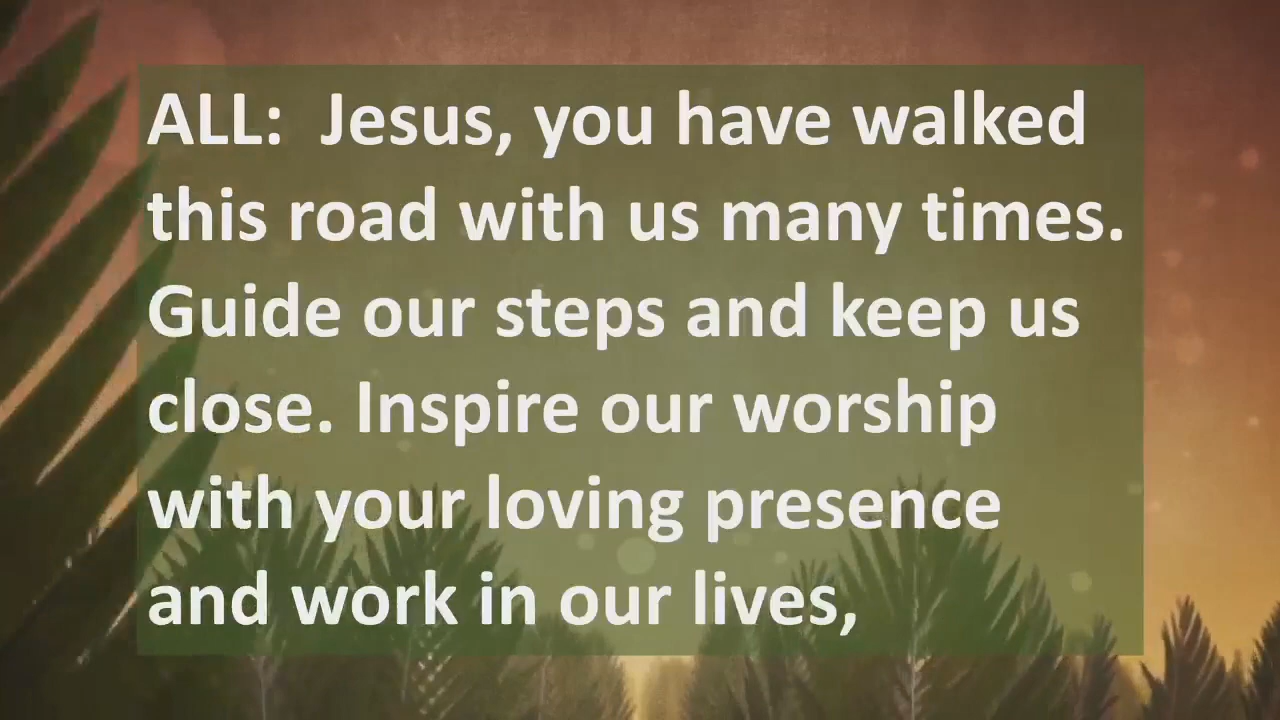 ALL:  Jesus, you have walked
this road with us many times.
Guide our steps and keep us
close. Inspire our worship
with your loving presence
and work in our lives,